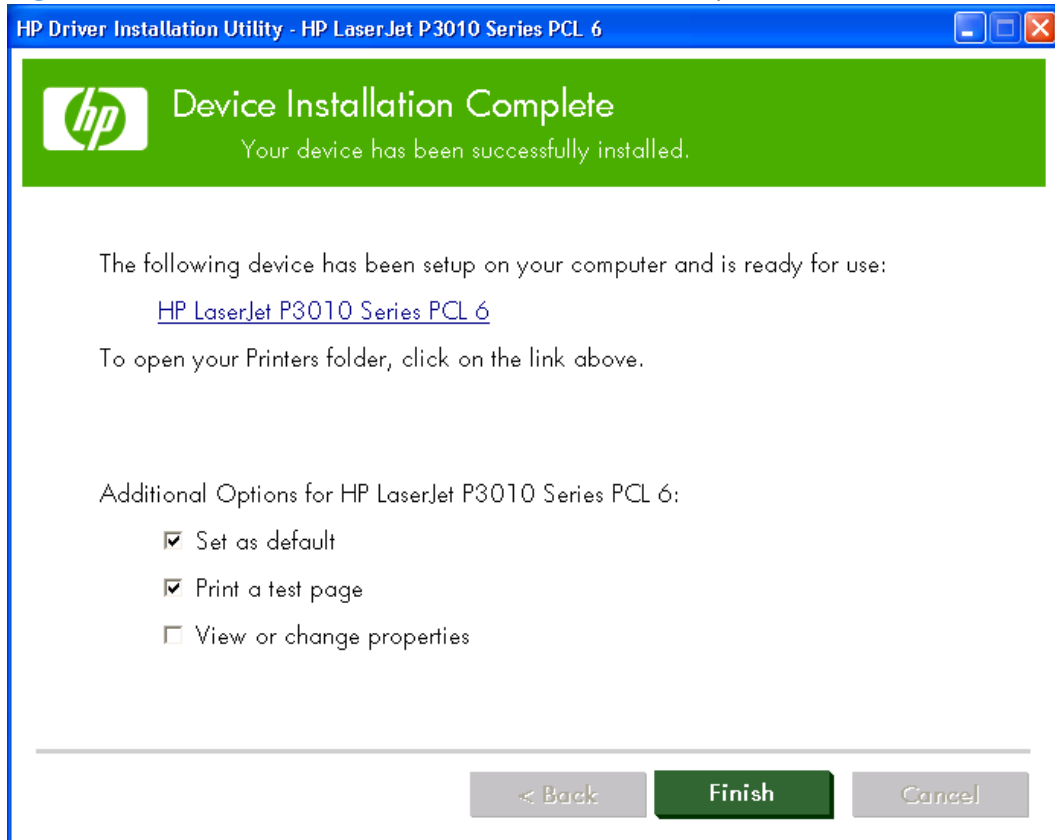 HP Driver Installation Utility - HP LaserJet P3010 Series PCL 6
hp
Device Installation Complete
Your device has been successfully installed.
The following device has been setup on your computer and is ready for use:
HP LaserJet P3010 Series PCL 6
To open your Printers folder, click on the link above.
Additional Options for HP LaserJet P3010 Series PCL 6:
Set as default
Print a test page
View or change properties
< Back
Finish
Cancel